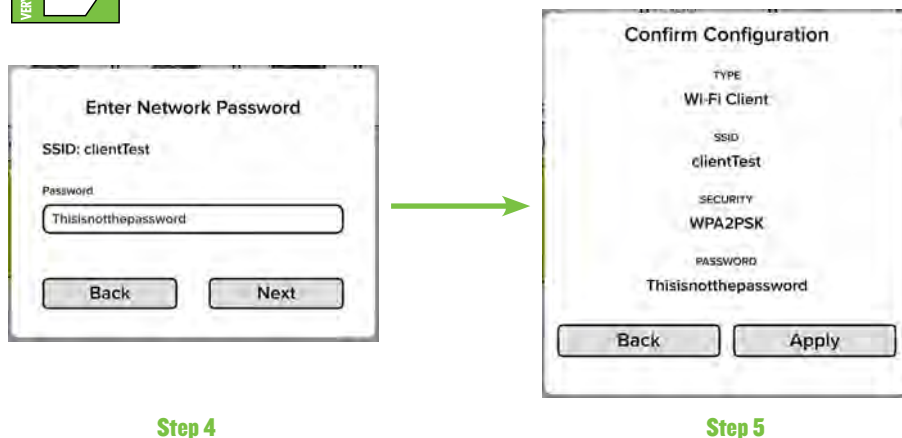 VERY
Enter Network Password
SSID: clientTest
Password
Thisisnotthepassword
Back
Next
Step 4
Confirm Configuration
TYPE
Wi-Fi Client
SSID
clientTest
SECURITY
WPA2PSK
PASSWORD
Thisisnotthepassword
Back
Apply
Step 5